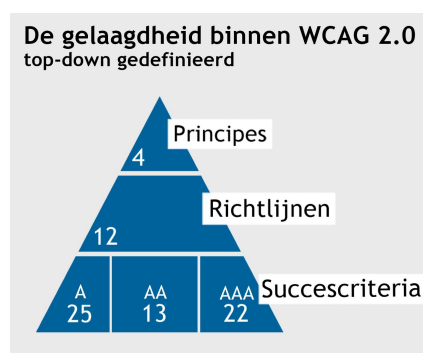 De gelaagdheid binnen WCAG 2.0
top-down gedefinieerd
Principes
4
Richtlijnen
12
A AA AAA Succescriteria
25 13 22